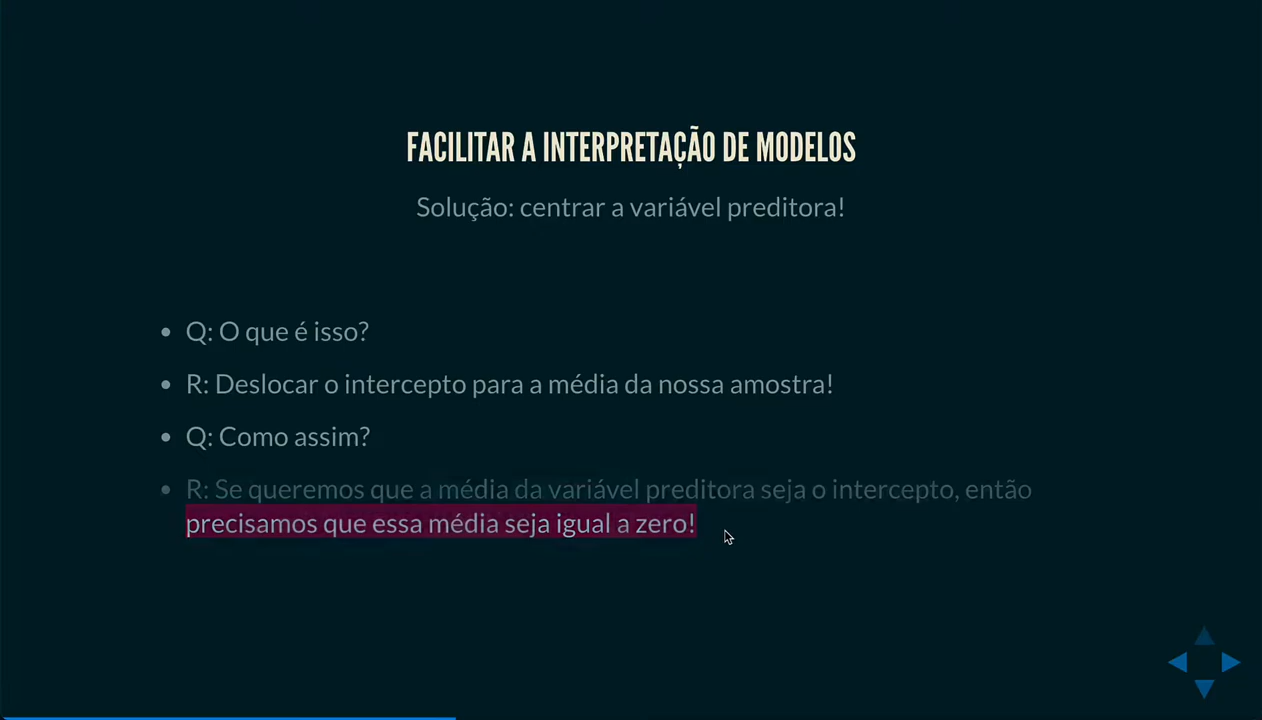 FACILITAR A INTERPRETAÇÃO DE MODELOS
Solução: centrar a variável preditora!
• Q: O que é isso?
• R: Deslocar o intercepto para a média da nossa amostra!
• Q: Como assim?
• R: Se queremos que a média da variável preditora seja o intercepto, então
precisamos que essa média seja igual a zero!